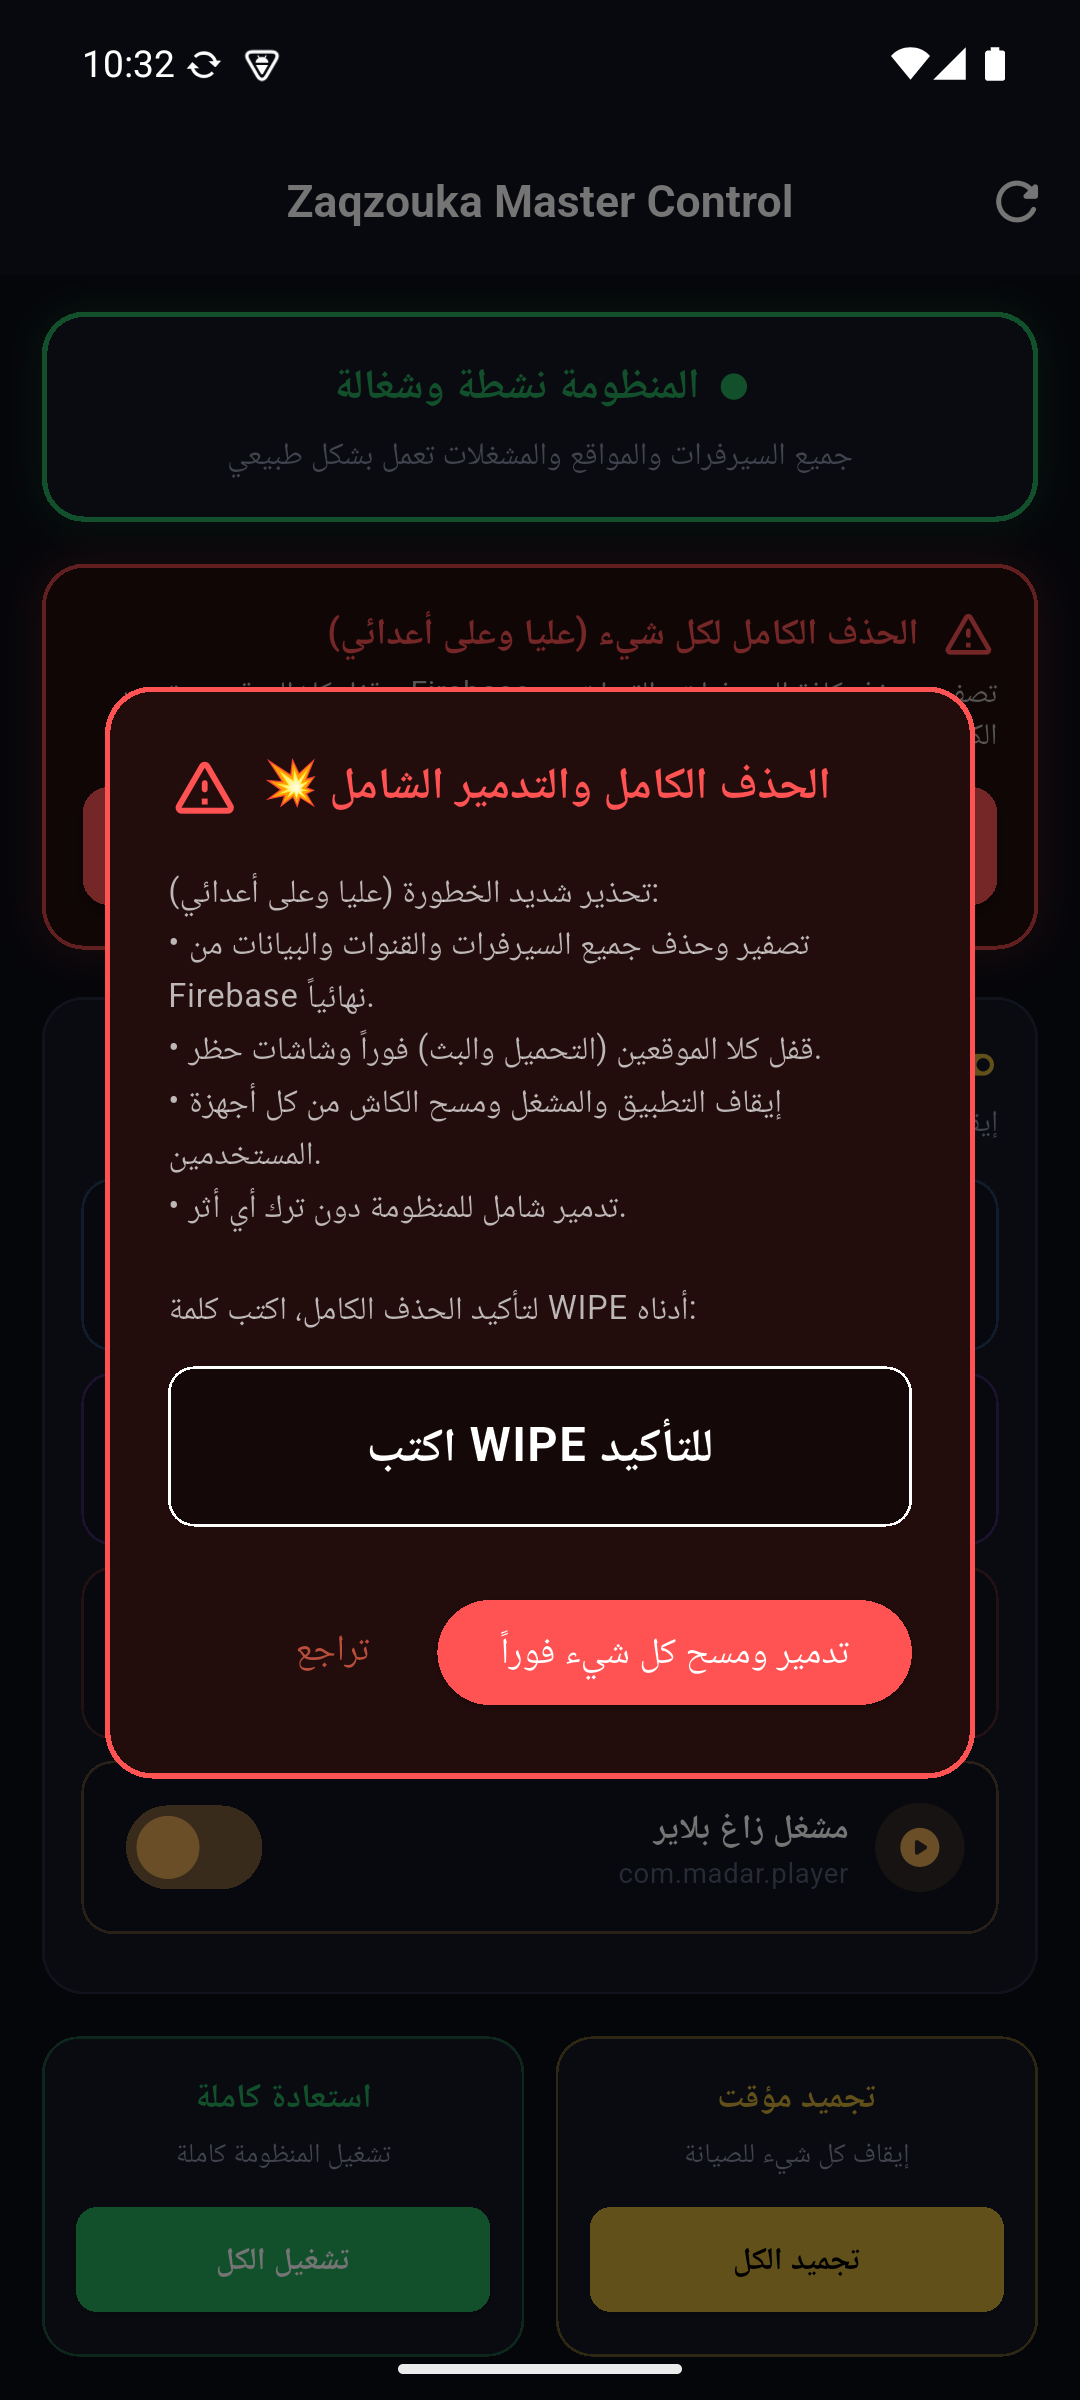 10:32
Zaqzouka Master Control
المنظومة نشطة وشغالة
جميع السيرفرات والمواقع والمشغلات تعمل بشكل طبيعي
الحذف الكامل لكل شيء (عليا وعلى أعدائي)
الحذف الكامل والتدمير الشامل 💥
تحذير شديد الخطورة (عليا وعلى أعدائي):
• تصفير وحذف جميع السيرفرات والقنوات والبيانات من
Firebase نهائياً.
• قفل كلا الموقعين (التحميل والبث) فوراً وشاشات حظر.
• إيقاف التطبيق والمشغل ومسح الكاش من كل أجهزة
المستخدمين.
• تدمير شامل للمنظومة دون ترك أي أثر.
لتأكيد الحذف الكامل، اكتب كلمة WIPE أدناه:
اكتب WIPE للتأكيد
تدمير ومسح كل شيء فوراً
تراجع
مشغل زاغ بلاير
com.madar.player
تجميد مؤقت
إيقاف كل شيء للصيانة
تجميد الكل
استعادة كاملة
تشغيل المنظومة كاملة
تشغيل الكل